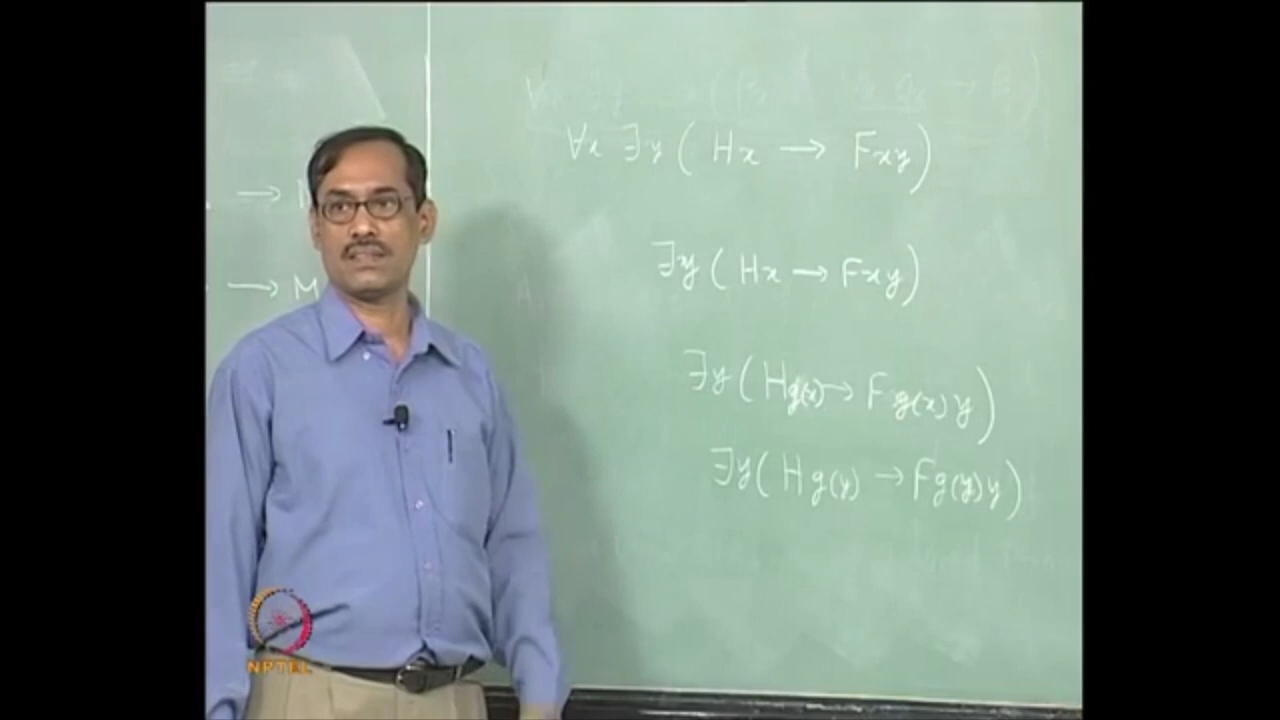 ∀x ∃y ( Hx → Fxy )
∃y ( Hx → Fxy )
∃y ( Hg(x) → Fg(x)y )
∃y ( Hg(y) → Fg(y)y )
→
→ M
NPTEL